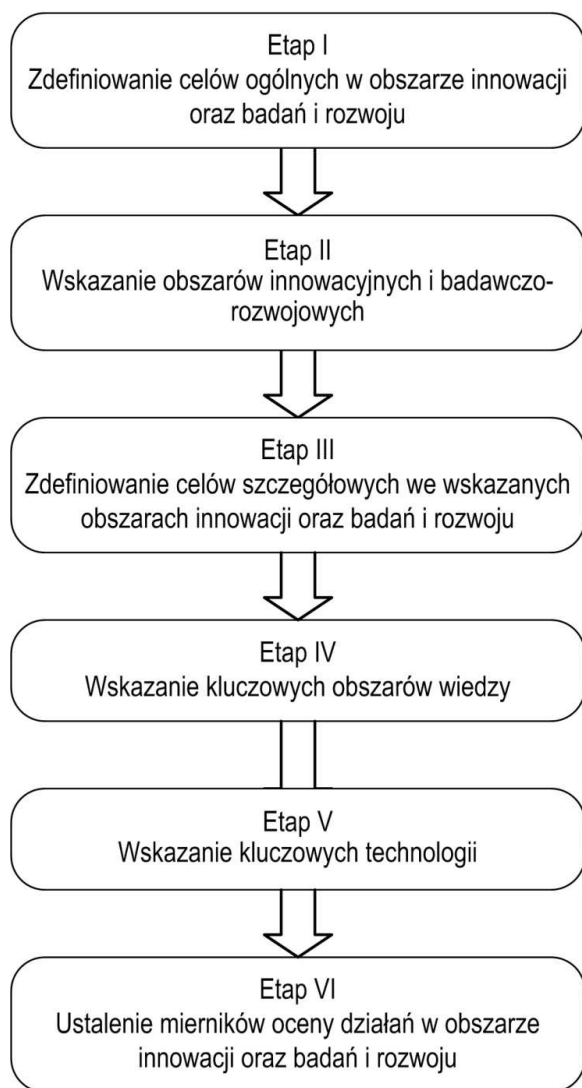 Etap I
Zdefiniowanie celów ogólnych w obszarze innowacji
oraz badań i rozwoju
Etap II
Wskazanie obszarów innowacyjnych i badawczo-
rozwojowych
Etap III
Zdefiniowanie celów szczegółowych we wskazanych
obszarach innowacji oraz badań i rozwoju
Etap IV
Wskazanie kluczowych obszarów wiedzy
Etap V
Wskazanie kluczowych technologii
Etap VI
Ustalenie mierników oceny działań w obszarze
innowacji oraz badań i rozwoju